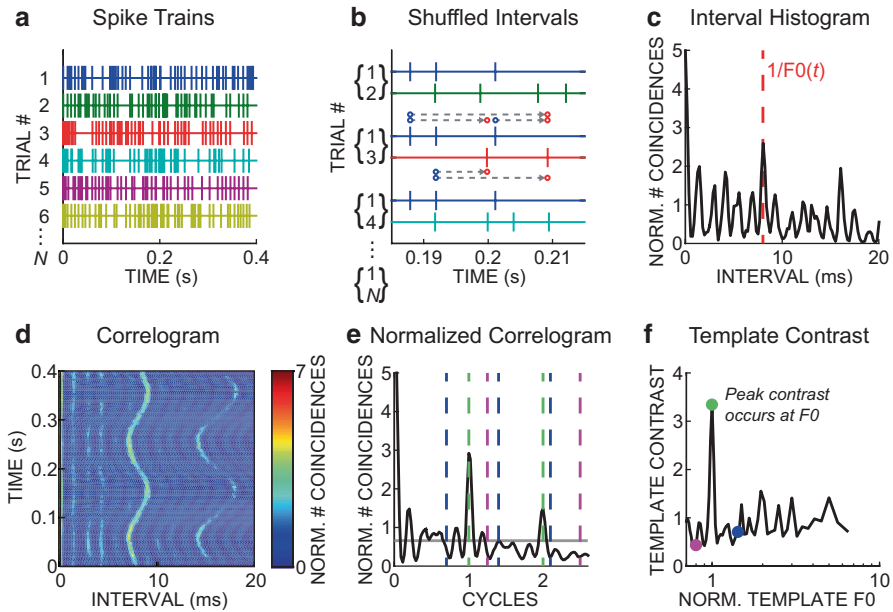 a Spike Trains
TRIAL #
1
2
3
4
5
6
N
0 0.2 0.4
TIME (s)
b Shuffled Intervals
TRIAL #
{1
2}
{1
3}
{1
4}
{1
N}
0.19 0.2 0.21
TIME (s)
c Interval Histogram
NORM. # COINCIDENCES
5
4
3
2
1
0
1/F0(t)
0 10 20
INTERVAL (ms)
d Correlogram
TIME (s)
0.4
0.3
0.2
0.1
0
0 10 20
INTERVAL (ms)
7
0
NORM. # COINCIDENCES
e Normalized Correlogram
NORM. # COINCIDENCES
5
4
3
2
1
0
0 1 2
CYCLES
f Template Contrast
TEMPLATE CONTRAST
4
3
2
1
0
Peak contrast
occurs at F0
1 10
NORM. TEMPLATE F0